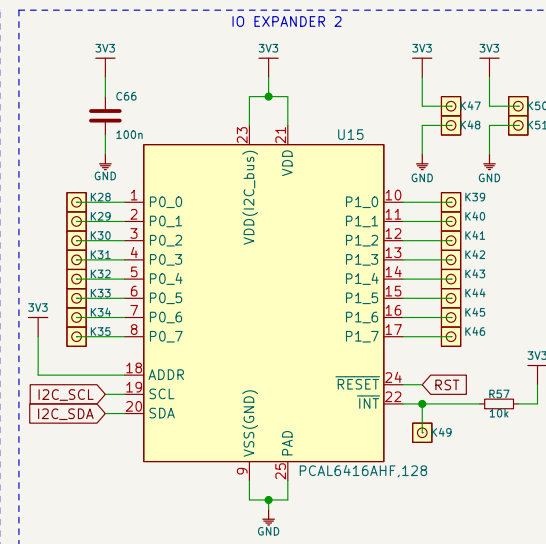 IO EXPANDER 2
3V3
3V3
3V3
3V3
C66
100n
K47
K48
K50
K51
GND
GND
GND
23
21
U15
VDD(I2C_bus)
VDD
K28 1 P0_0
K29 2 P0_1
K30 3 P0_2
K31 4 P0_3
K32 5 P0_4
K33 6 P0_5
K34 7 P0_6
K35 8 P0_7
P1_0 10 K39
P1_1 11 K40
P1_2 12 K41
P1_3 13 K42
P1_4 14 K43
P1_5 15 K44
P1_6 16 K45
P1_7 17 K46
3V3
18 ADDR
I2C_SCL 19 SCL
I2C_SDA 20 SDA
RESET 24 RST
INT 22
3V3
R57
10k
K49
VSS(GND)
PAD
9
25
PCAL6416AHF,128
GND